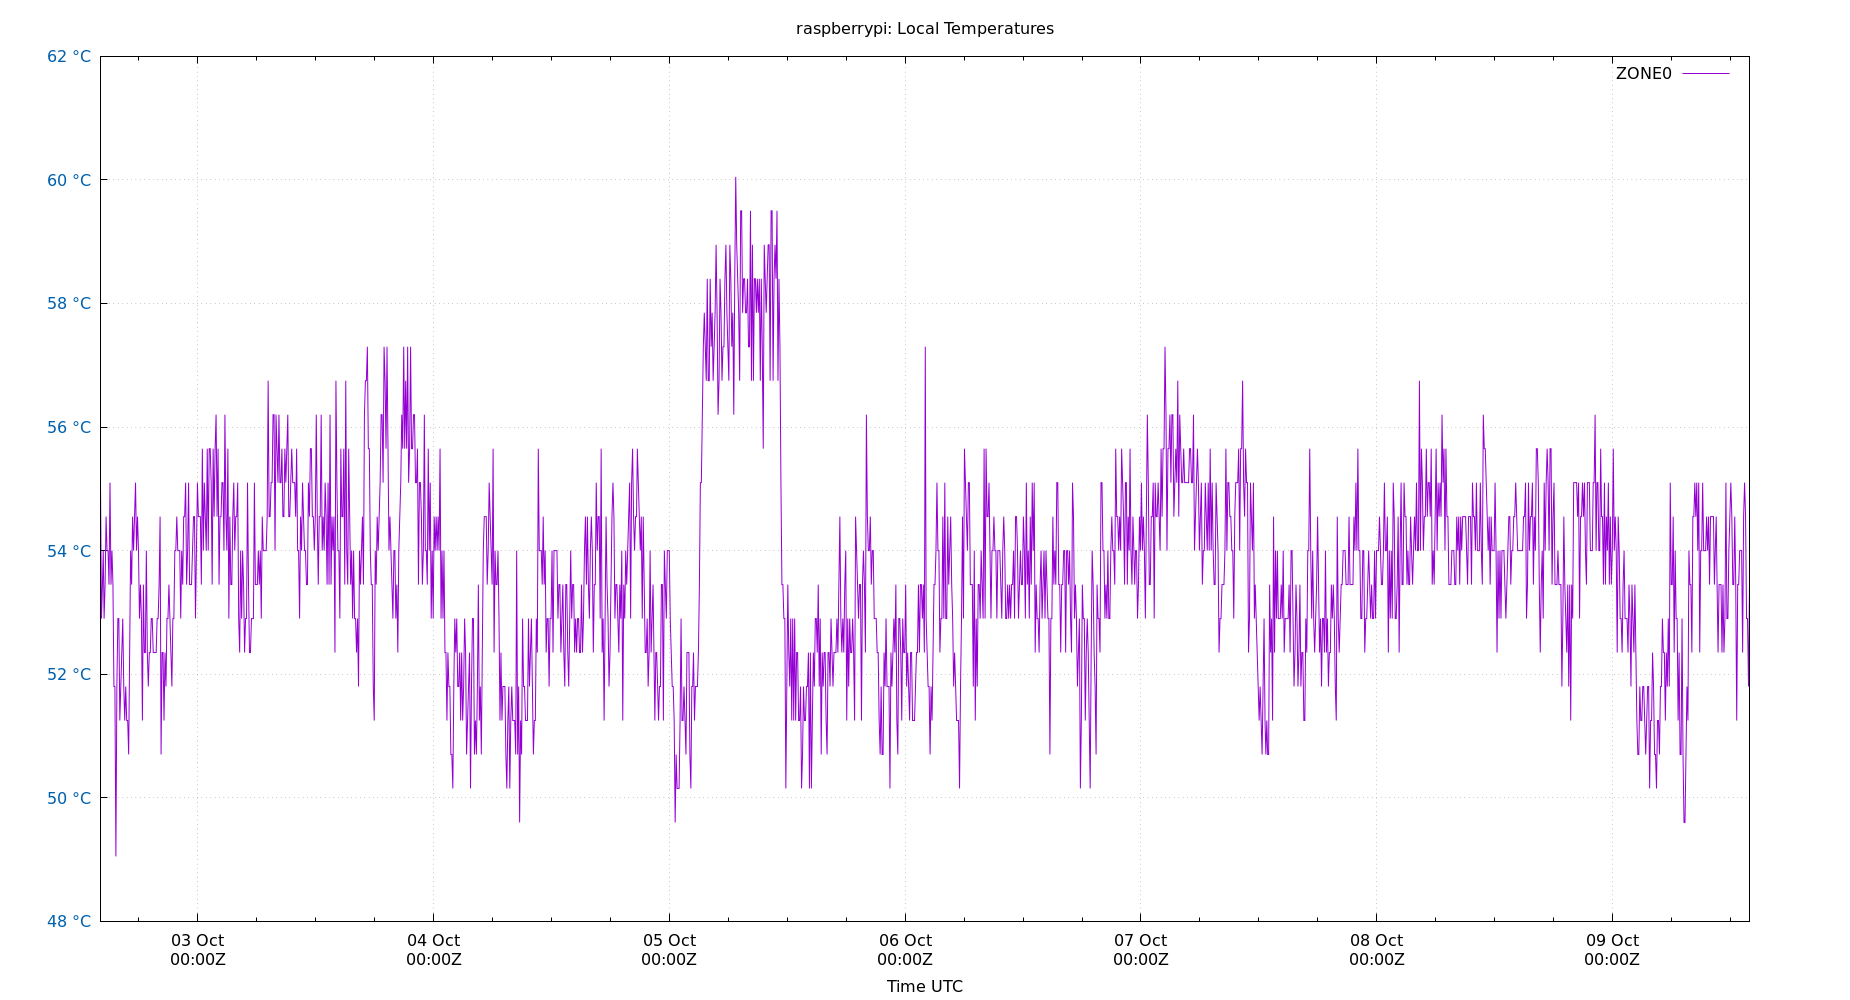 raspberrypi: Local Temperatures
62 °C
ZONE0
60 °C
58 °C
56 °C
54 °C
52 °C
50 °C
48 °C
03 Oct 04 Oct 05 Oct 06 Oct 07 Oct 08 Oct 09 Oct
00:00Z 00:00Z 00:00Z 00:00Z 00:00Z 00:00Z 00:00Z
Time UTC